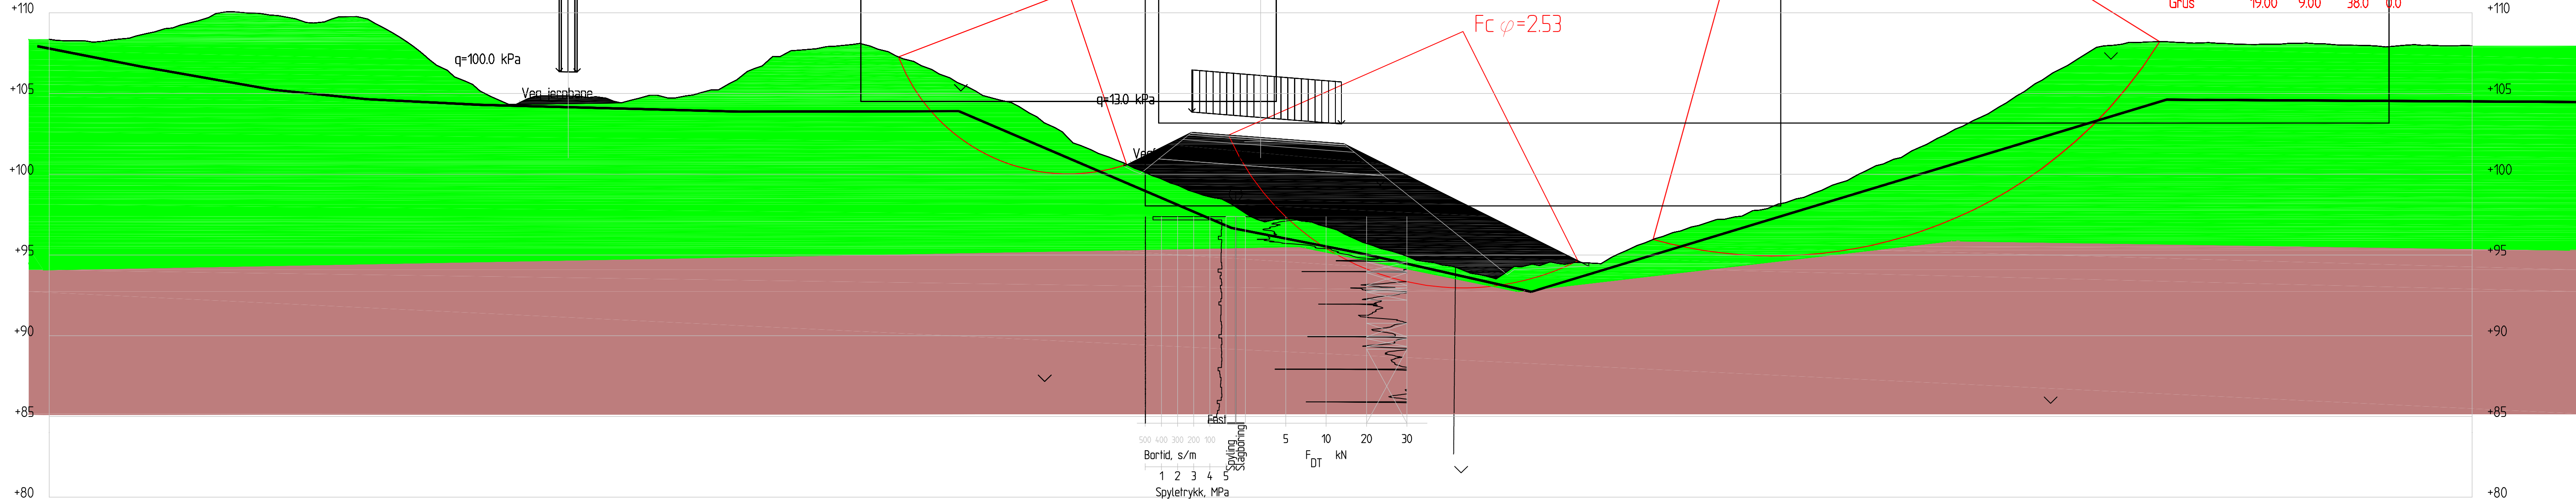 Grus 19.00 9.00 38.0 0.0
+110 +110
Fc φ=2.53
q=100.0 kPa
+105 +105
Veg jernbane
q=13.0 kPa
+100 +100
+95 +95
+90 +90
+85 +85
500 400 300 200 100
5 10 20 30
Bortid, s/m
F DT kN
Spyling
Slagboring
1 2 3 4 5
Spyletrykk, MPa
+80 +80